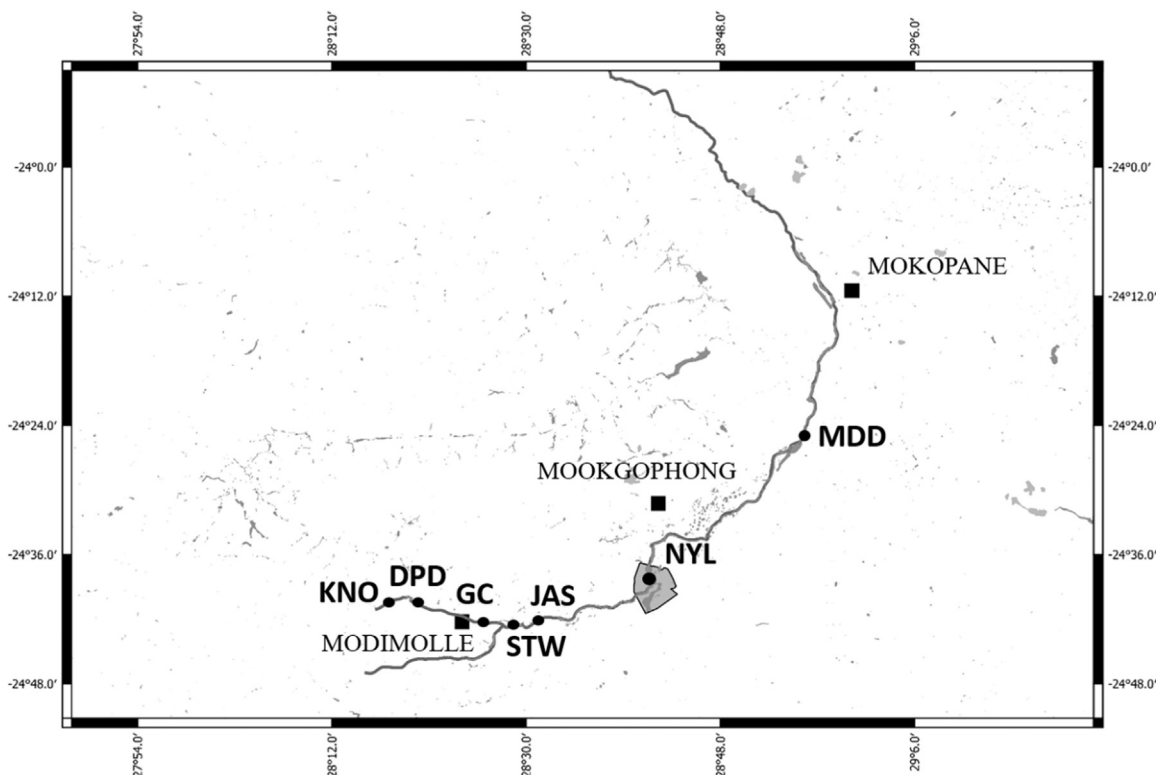 27°54.0'
28°12.0'
28°30.0'
28°48.0'
29°6.0'
-24°0.0' -24°0.0'
MOKOPANE
-24°12.0' -24°12.0'
-24°24.0' MDD -24°24.0'
MOOKGOPHONG
-24°36.0' NYL -24°36.0'
KNO DPD GC JAS
MODIMOLLE STW
-24°48.0' -24°48.0'
27°54.0'
28°12.0'
28°30.0'
28°48.0'
29°6.0'